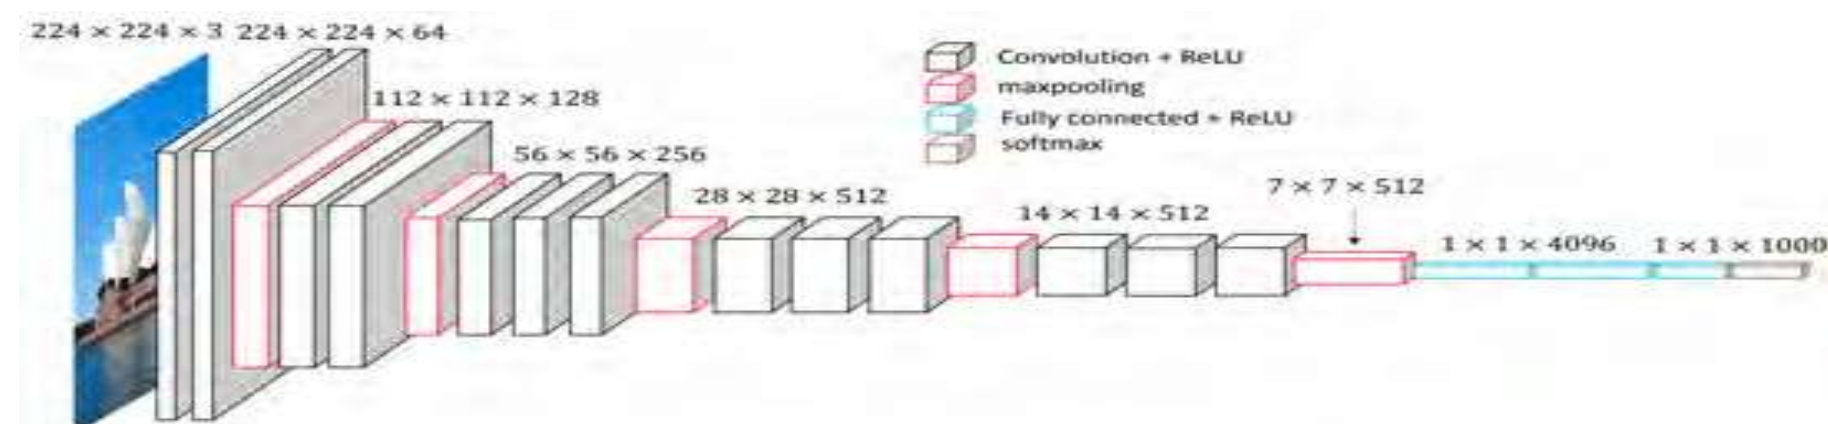 224 × 224 × 3 224 × 224 × 64
112 × 112 × 128
56 × 56 × 256
28 × 28 × 512
14 × 14 × 512
7 × 7 × 512
1 × 1 × 4096 1 × 1 × 1000
Convolution + ReLU
maxpooling
Fully connected + ReLU
softmax